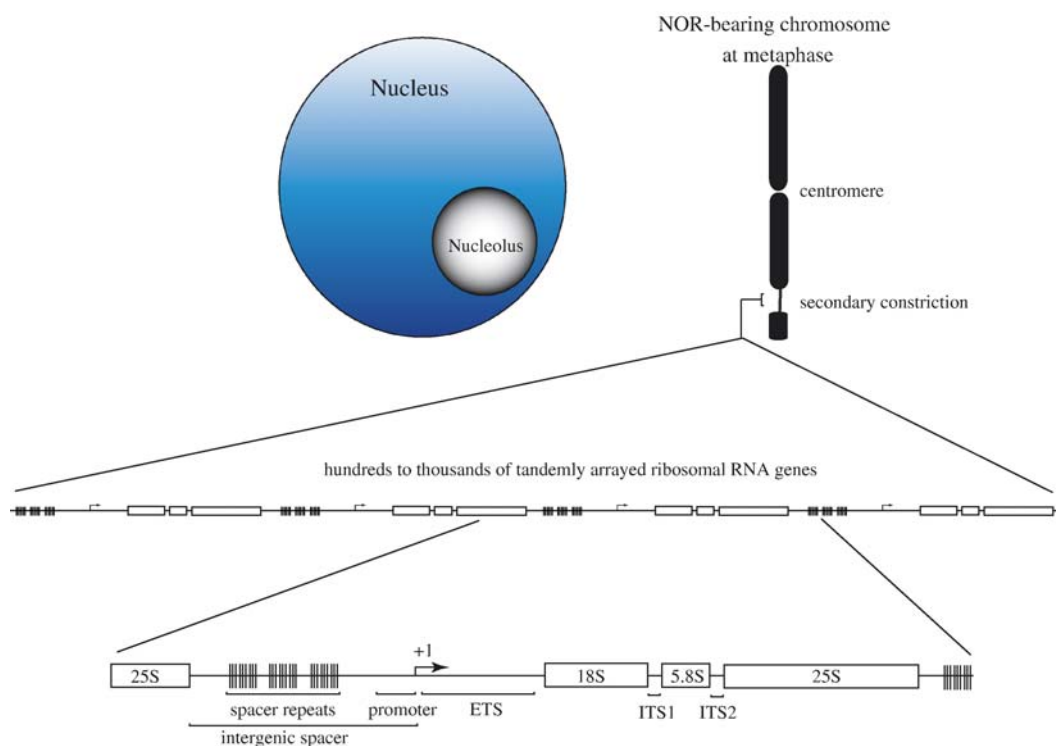 NOR-bearing chromosome
at metaphase
Nucleus
centromere
Nucleolus
secondary constriction
hundreds to thousands of tandemly arrayed ribosomal RNA genes
+1
25S
18S
5.8S
25S
spacer repeats
promoter
ETS
ITS1
ITS2
intergenic spacer